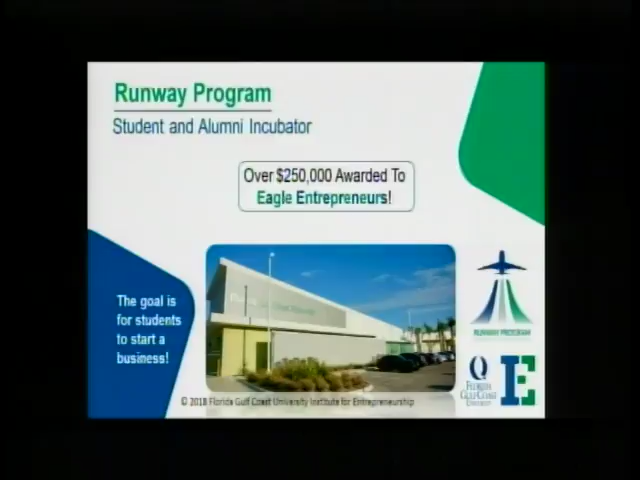 Runway Program
Student and Alumni Incubator
Over $250,000 Awarded To
Eagle Entrepreneurs!
The goal is
for students
to start a
business!
RUNWAY PROGRAM
FLORIDA
GULF COAST
UNIVERSITY
© 2018 Florida Gulf Coast University Institute for Entrepreneurship